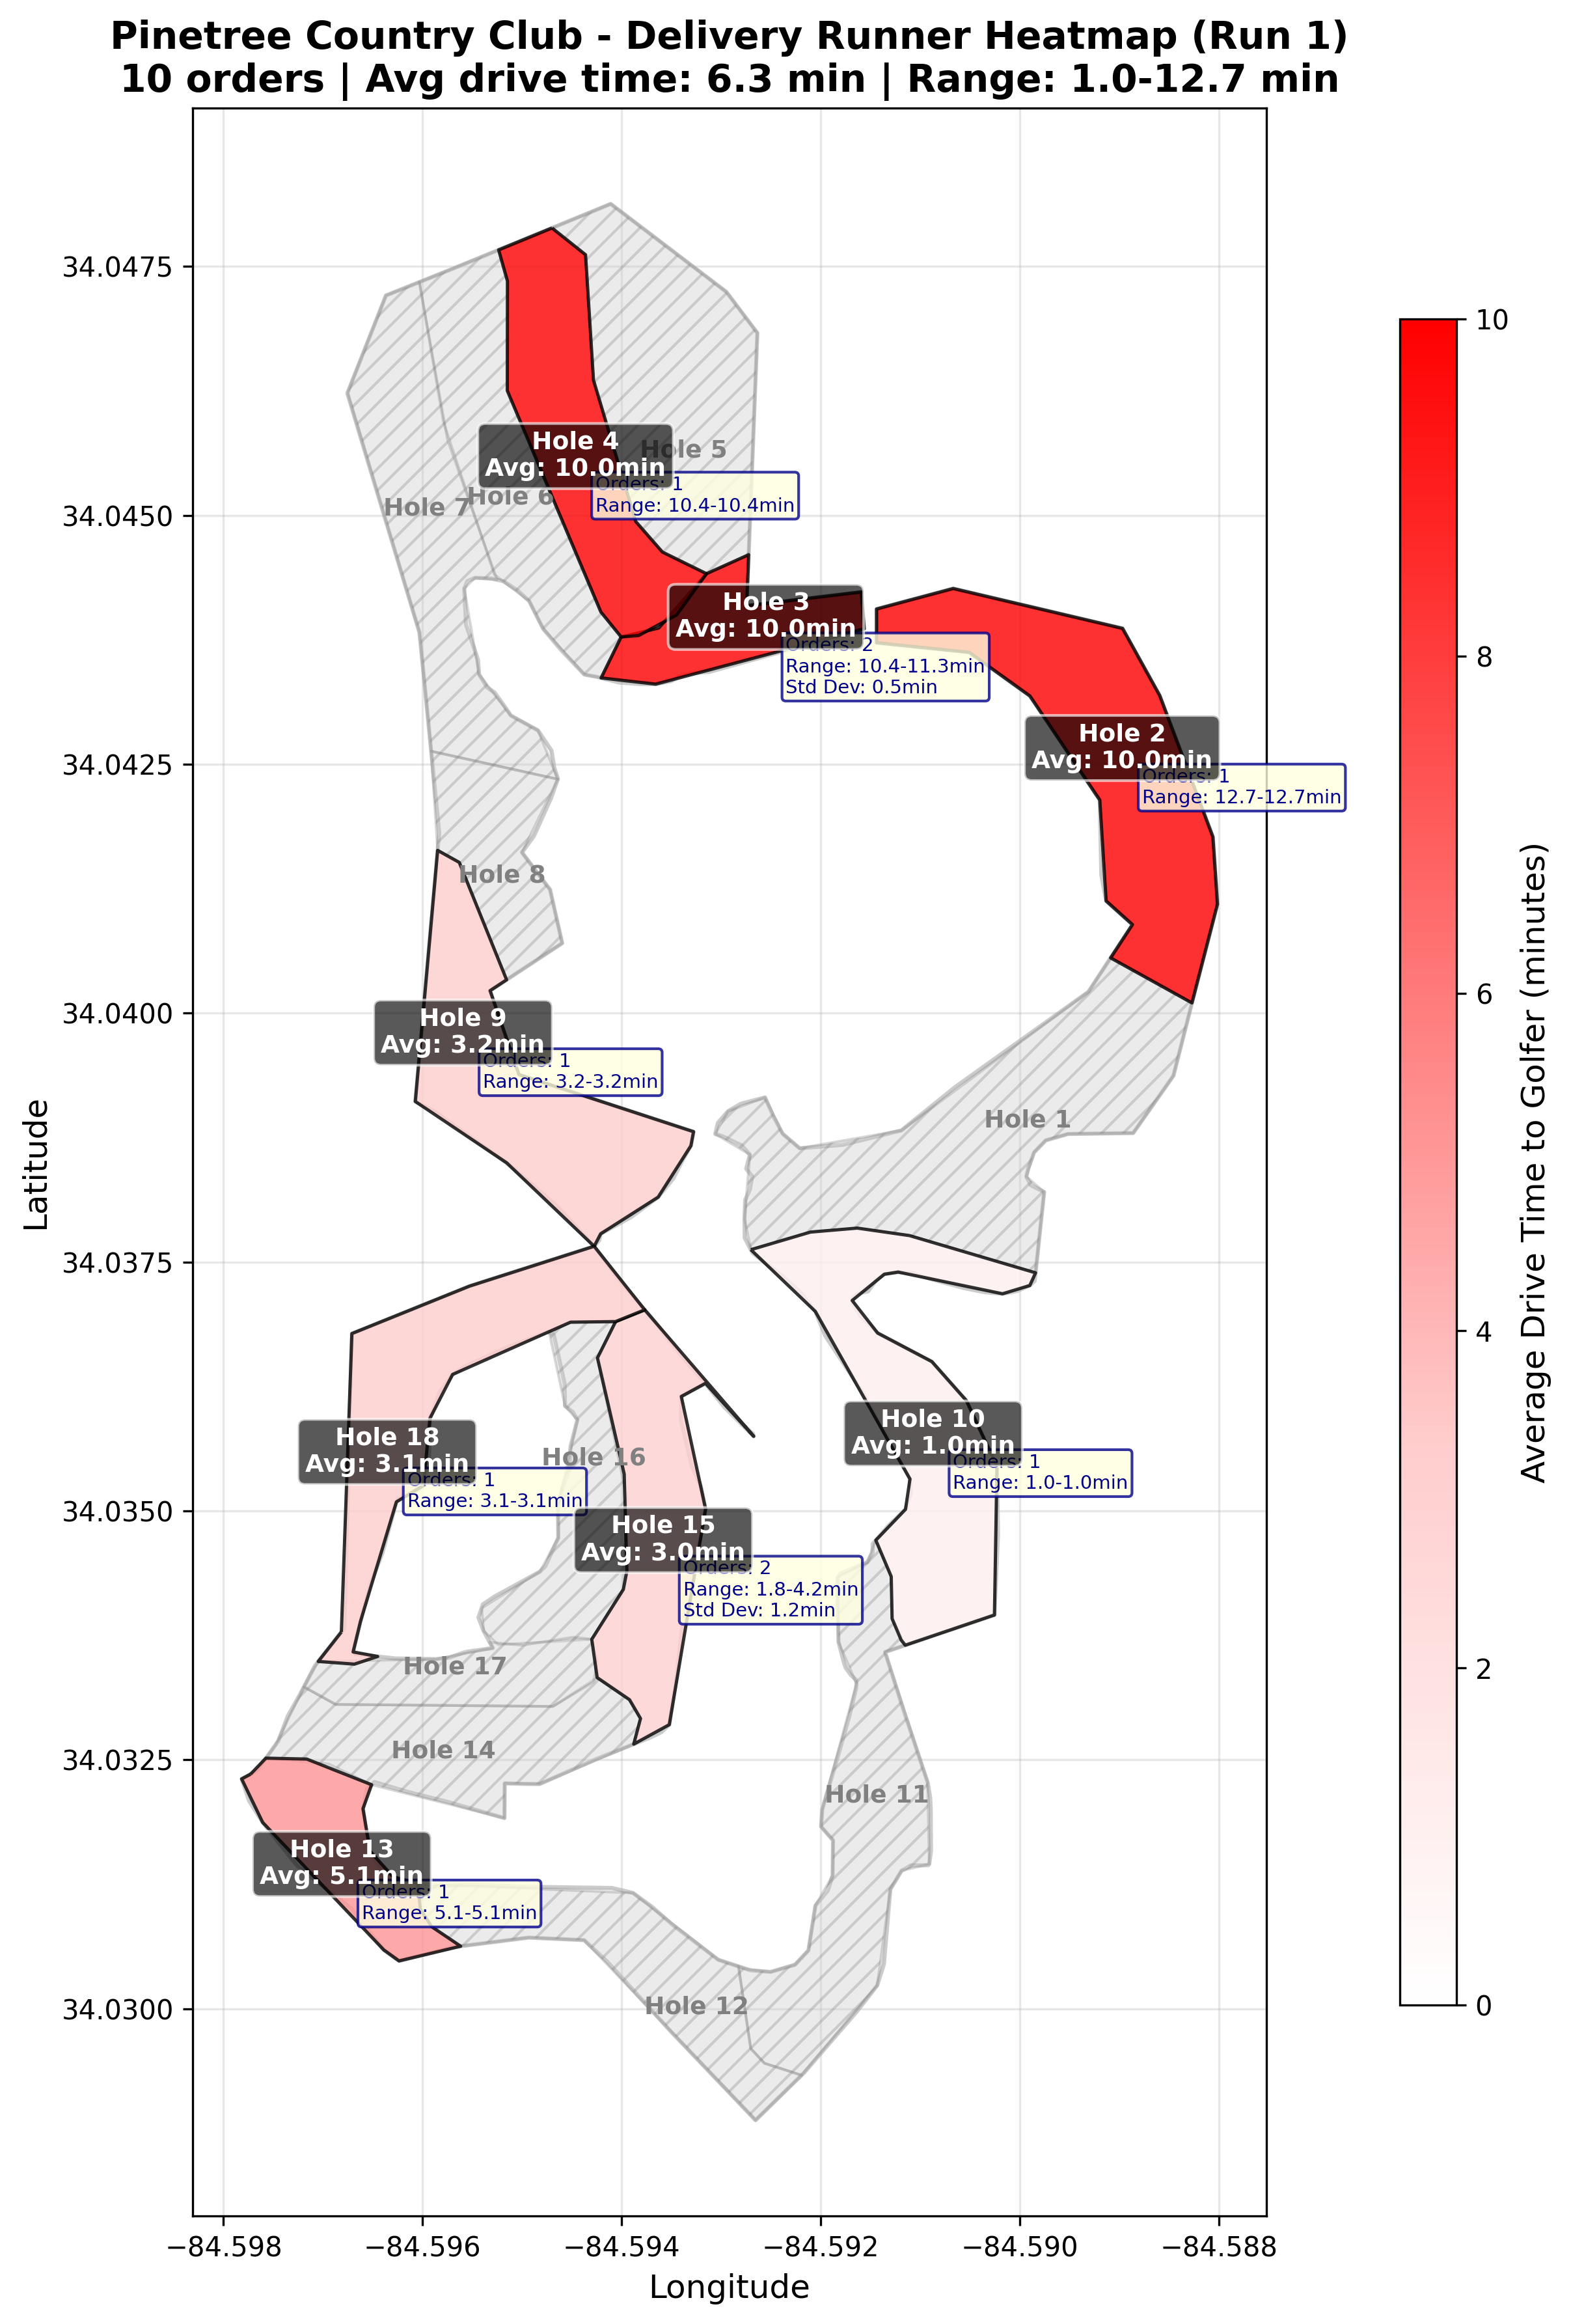 Pinetree Country Club - Delivery Runner Heatmap (Run 1)
10 orders | Avg drive time: 6.3 min | Range: 1.0-12.7 min
Latitude
34.0475
34.0450
34.0425
34.0400
34.0375
34.0350
34.0325
34.0300
Hole 5
Hole 4
Avg: 10.0min
Orders: 1
Range: 10.4-10.4min
Hole 7
Hole 6
Hole 3
Avg: 10.0min
Orders: 2
Range: 10.4-11.3min
Std Dev: 0.5min
Hole 2
Avg: 10.0min
Orders: 1
Range: 12.7-12.7min
Hole 8
Hole 9
Avg: 3.2min
Orders: 1
Range: 3.2-3.2min
Hole 1
Hole 10
Avg: 1.0min
Orders: 1
Range: 1.0-1.0min
Hole 18
Avg: 3.1min
Orders: 1
Range: 3.1-3.1min
Hole 16
Hole 15
Avg: 3.0min
Orders: 2
Range: 1.8-4.2min
Std Dev: 1.2min
Hole 17
Hole 14
Hole 11
Hole 13
Avg: 5.1min
Orders: 1
Range: 5.1-5.1min
Hole 12
−84.598
−84.596
−84.594
−84.592
−84.590
−84.588
Longitude
10
8
6
4
2
0
Average Drive Time to Golfer (minutes)